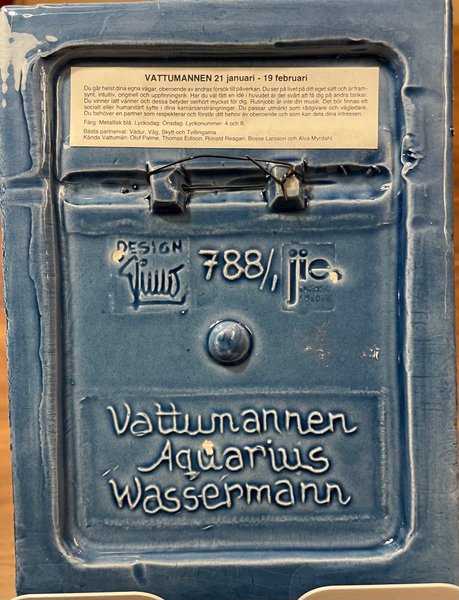 VATTUMANNEN 21 januari - 19 februari
Du går helst dina egna vägar, oberoende av andras försök till påverkan. Du ser på livet på ditt eget sätt och är fram-
synt, intuitiv, originell och uppfinningsrik. Har du väl fått en idé i huvudet är det svårt att få dig på andra tankar.
Du vinner lätt vänner och dessa betyder oerhört mycket för dig. Rutinjobb är inte din musik. Det bör finnas ett
socialt eller humanitärt syfte i dina karriärsansträngningar. Du passar utmärkt som rådgivare och vägledare.
Du behöver en partner som respekterar och förstår ditt behov av oberoende och som kan dela dina intressen.
Färg: Metallisk blå. Lyckodag: Onsdag. Lyckonummer: 4 och 8.
Bästa partnerval: Vädur, Våg, Skytt och Tvillingarna.
Kända Vattumän: Olof Palme, Thomas Edison, Ronald Reagan, Bosse Larsson och Alva Myrdahl.
DESIGN
788/, jie
Vattumannen
Aquarius
Wassermann